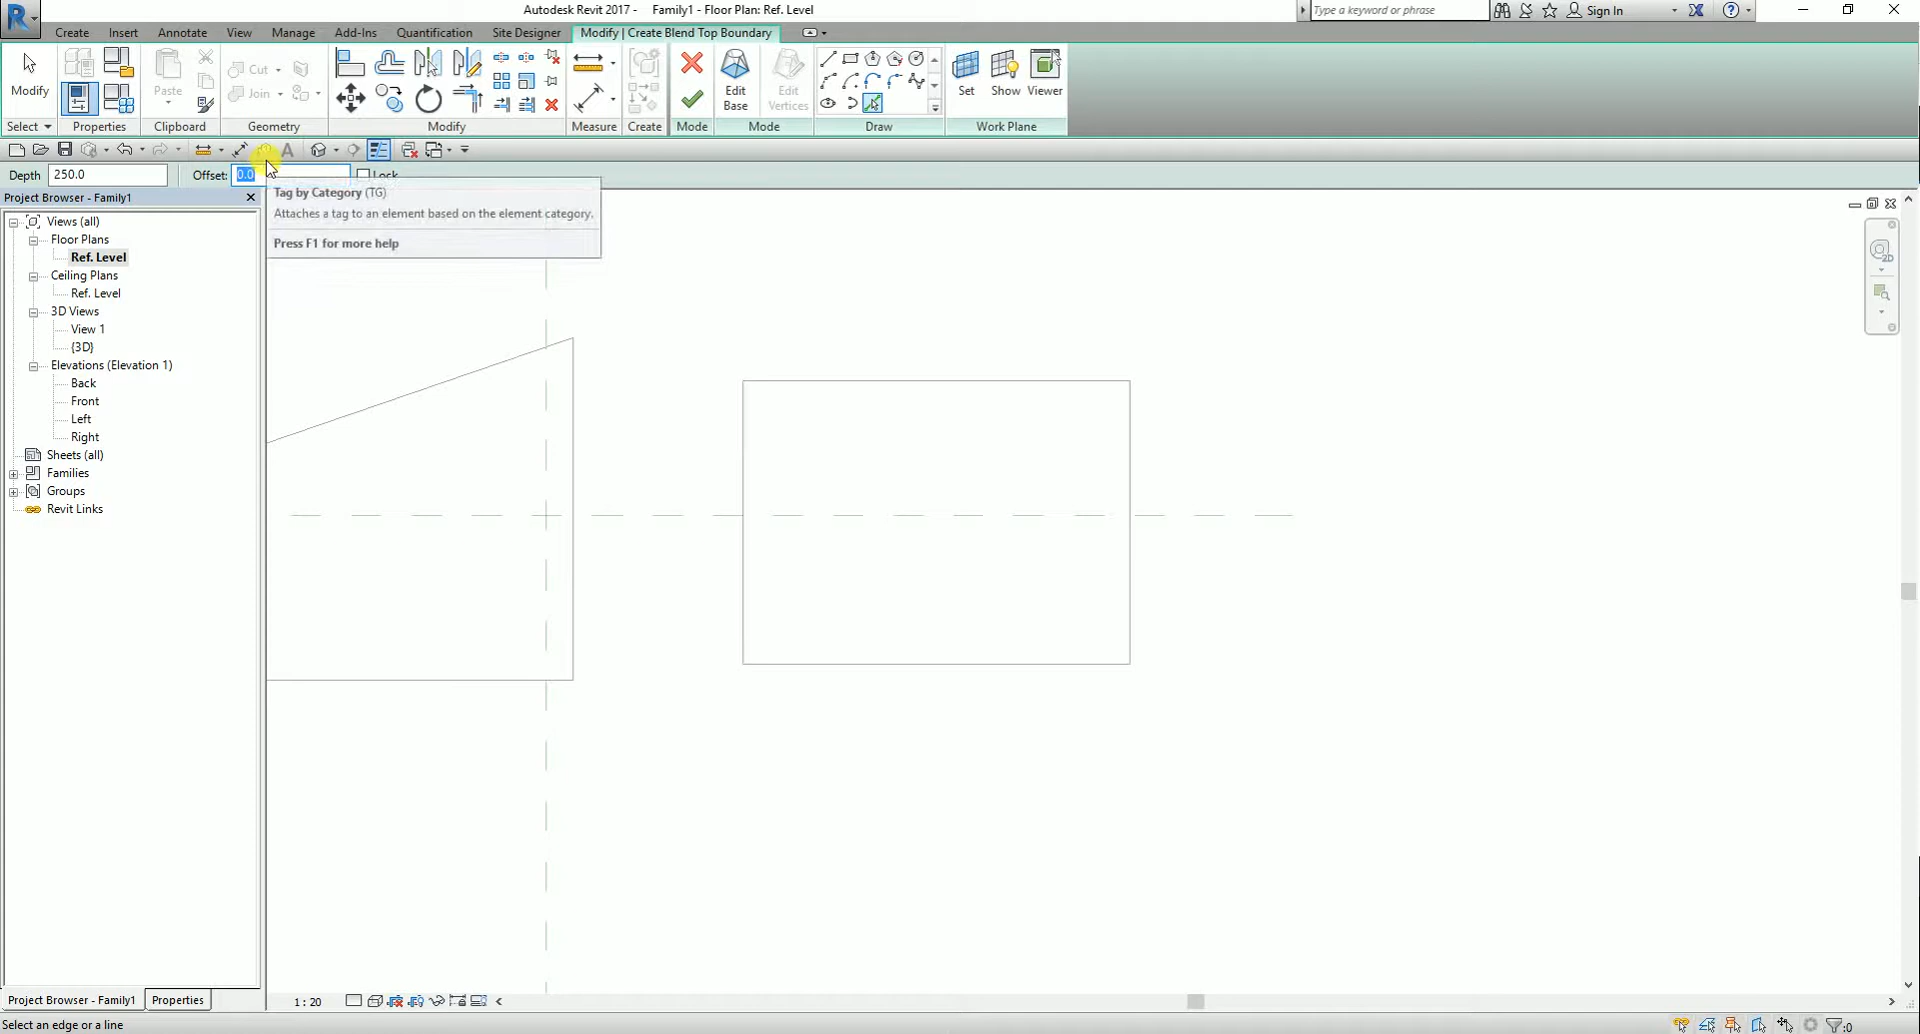 Autodesk Revit 2017 - Family1 - Floor Plan: Ref. Level
Type a keyword or phrase
Sign In
Create Insert Annotate View Manage Add-Ins Quantification Site Designer Modify | Create Blend Top Boundary
Modify
Paste
Cut
Join
Edit Base
Edit Vertices
Set
Show
Viewer
Select Properties Clipboard Geometry Modify Measure Create Mode Mode Draw Work Plane
Depth 250.0 Offset: 0.0 Lock
Tag by Category (TG)
Attaches a tag to an element based on the element category.
Press F1 for more help
Project Browser - Family1
Views (all)
Floor Plans
Ref. Level
Ceiling Plans
Ref. Level
3D Views
View 1
{3D}
Elevations (Elevation 1)
Back
Front
Left
Right
Sheets (all)
Families
Groups
Revit Links
2D
Project Browser - Family1 Properties
1 : 20
Select an edge or a line
:0